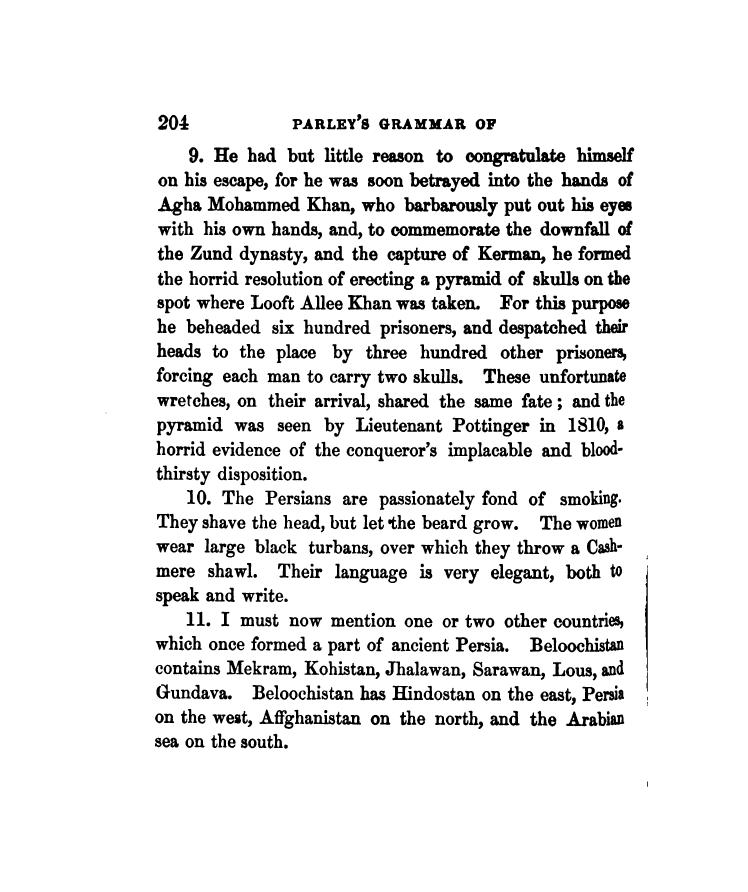 204 PARLEY'S GRAMMAR OF
9. He had but little reason to congratulate himself
on his escape, for he was soon betrayed into the hands of
Agha Mohammed Khan, who barbarously put out his eyes
with his own hands, and, to commemorate the downfall of
the Zund dynasty, and the capture of Kerman, he formed
the horrid resolution of erecting a pyramid of skulls on the
spot where Looft Allee Khan was taken. For this purpose
he beheaded six hundred prisoners, and despatched their
heads to the place by three hundred other prisoners,
forcing each man to carry two skulls. These unfortunate
wretches, on their arrival, shared the same fate; and the
pyramid was seen by Lieutenant Pottinger in 1810, a
horrid evidence of the conqueror's implacable and blood-
thirsty disposition.
10. The Persians are passionately fond of smoking.
They shave the head, but let the beard grow. The women
wear large black turbans, over which they throw a Cash-
mere shawl. Their language is very elegant, both to
speak and write.
11. I must now mention one or two other countries,
which once formed a part of ancient Persia. Beloochistan
contains Mekram, Kohistan, Jhalawan, Sarawan, Lous, and
Gundava. Beloochistan has Hindostan on the east, Persia
on the west, Affghanistan on the north, and the Arabian
sea on the south.